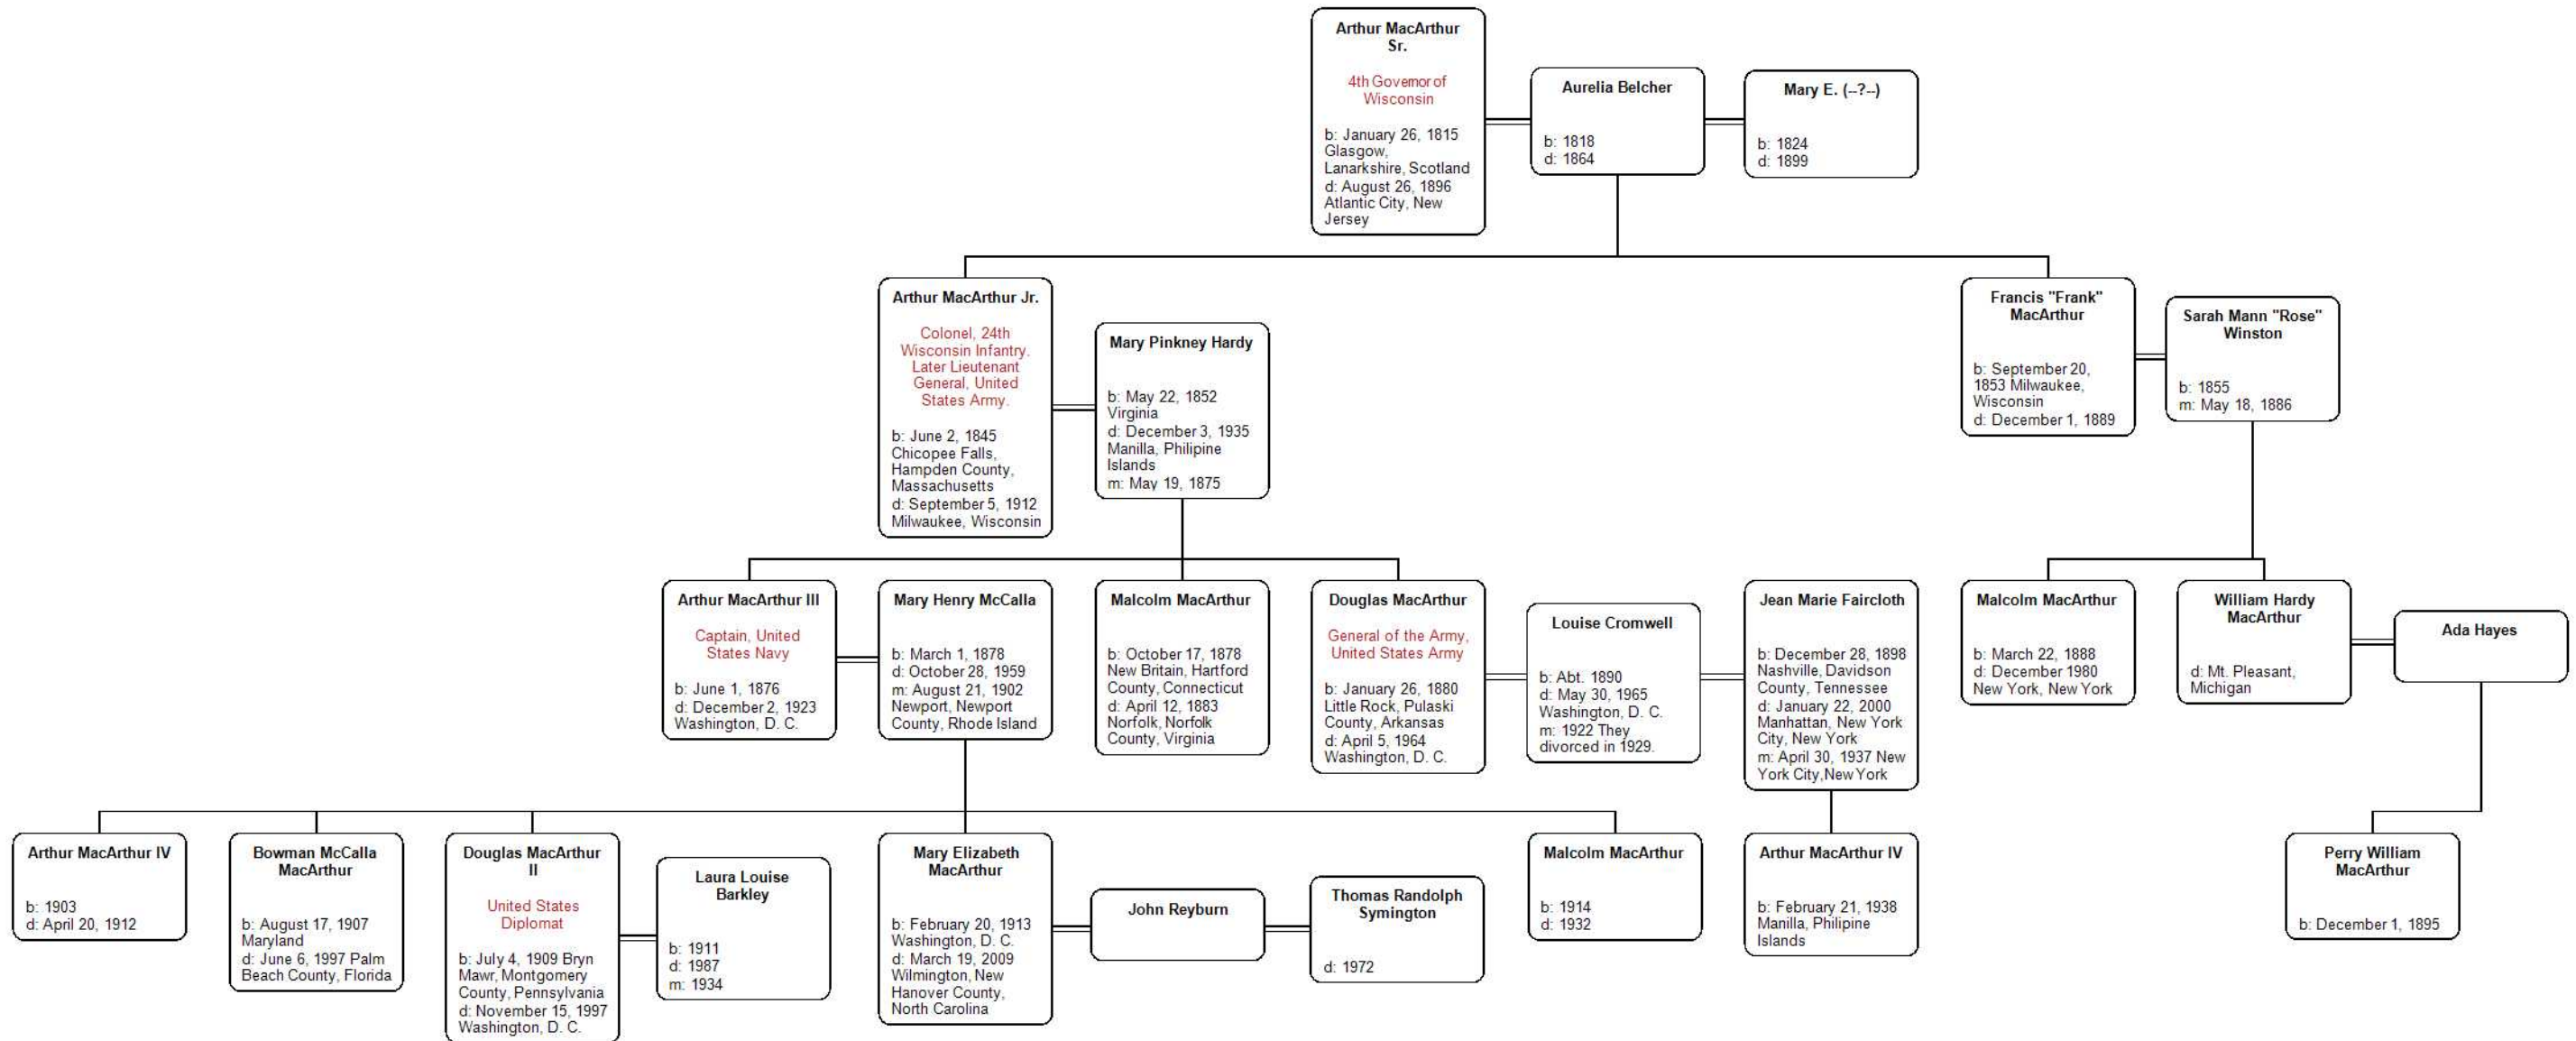 Arthur MacArthur
Sr.
4th Governor of
Wisconsin
b: January 26, 1815
Glasgow,
Lanarkshire, Scotland
d: August 26, 1896
Atlantic City, New
Jersey
Aurelia Belcher
b: 1818
d: 1864
Mary E. (--?--)
b: 1824
d: 1899
Arthur MacArthur Jr.
Colonel, 24th
Wisconsin Infantry.
Later Lieutenant
General, United
States Army.
b: June 2, 1845
Chicopee Falls,
Hampden County,
Massachusetts
d: September 5, 1912
Milwaukee, Wisconsin
Mary Pinkney Hardy
b: May 22, 1852
Virginia
d: December 3, 1935
Manilla, Philipine
Islands
m: May 19, 1875
Francis "Frank"
MacArthur
b: September 20,
1853 Milwaukee,
Wisconsin
d: December 1, 1889
Sarah Mann "Rose"
Winston
b: 1855
m: May 18, 1886
Arthur MacArthur III
Captain, United
States Navy
b: June 1, 1876
d: December 2, 1923
Washington, D. C.
Mary Henry McCalla
b: March 1, 1878
d: October 28, 1959
m: August 21, 1902
Newport, Newport
County, Rhode Island
Malcolm MacArthur
b: October 17, 1878
New Britain, Hartford
County, Connecticut
d: April 12, 1883
Norfolk, Norfolk
County, Virginia
Douglas MacArthur
General of the Army,
United States Army
b: January 26, 1880
Little Rock, Pulaski
County, Arkansas
d: April 5, 1964
Washington, D. C.
Louise Cromwell
b: Abt. 1890
d: May 30, 1965
Washington, D. C.
m: 1922 They
divorced in 1929.
Jean Marie Faircloth
b: December 28, 1898
Nashville, Davidson
County, Tennessee
d: January 22, 2000
Manhattan, New York
City, New York
m: April 30, 1937 New
York City, New York
Malcolm MacArthur
b: March 22, 1888
d: December 1980
New York, New York
William Hardy
MacArthur
d: Mt. Pleasant,
Michigan
Ada Hayes
Arthur MacArthur IV
b: 1903
d: April 20, 1912
Bowman McCalla
MacArthur
b: August 17, 1907
Maryland
d: June 6, 1997 Palm
Beach County, Florida
Douglas MacArthur
II
United States
Diplomat
b: July 4, 1909 Bryn
Mawr, Montgomery
County, Pennsylvania
d: November 15, 1997
Washington, D. C.
Laura Louise
Barkley
b: 1911
d: 1987
m: 1934
Mary Elizabeth
MacArthur
b: February 20, 1913
Washington, D. C.
d: March 19, 2009
Wilmington, New
Hanover County,
North Carolina
John Reyburn
Thomas Randolph
Symington
d: 1972
Malcolm MacArthur
b: 1914
d: 1932
Arthur MacArthur IV
b: February 21, 1938
Manilla, Philipine
Islands
Perry William
MacArthur
b: December 1, 1895